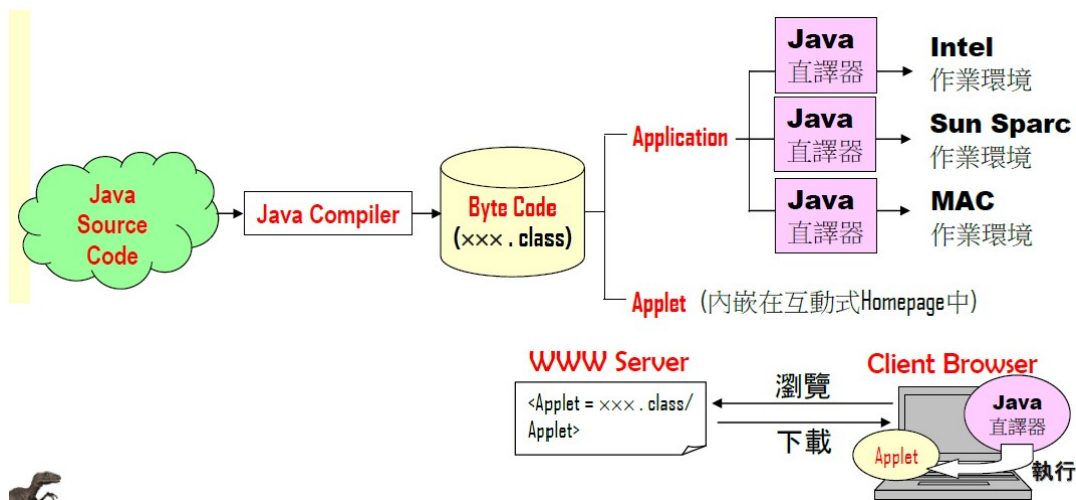 Java
直譯器
Intel
作業環境
Java
直譯器
Sun Sparc
作業環境
Java
直譯器
MAC
作業環境
Application
Java
Source
Code
Java Compiler
Byte Code
(××× . class)
Applet (內嵌在互動式Homepage中)
WWW Server
<Applet = ××× . class/
Applet>
瀏覽
下載
Client Browser
Java
直譯器
Applet
執行